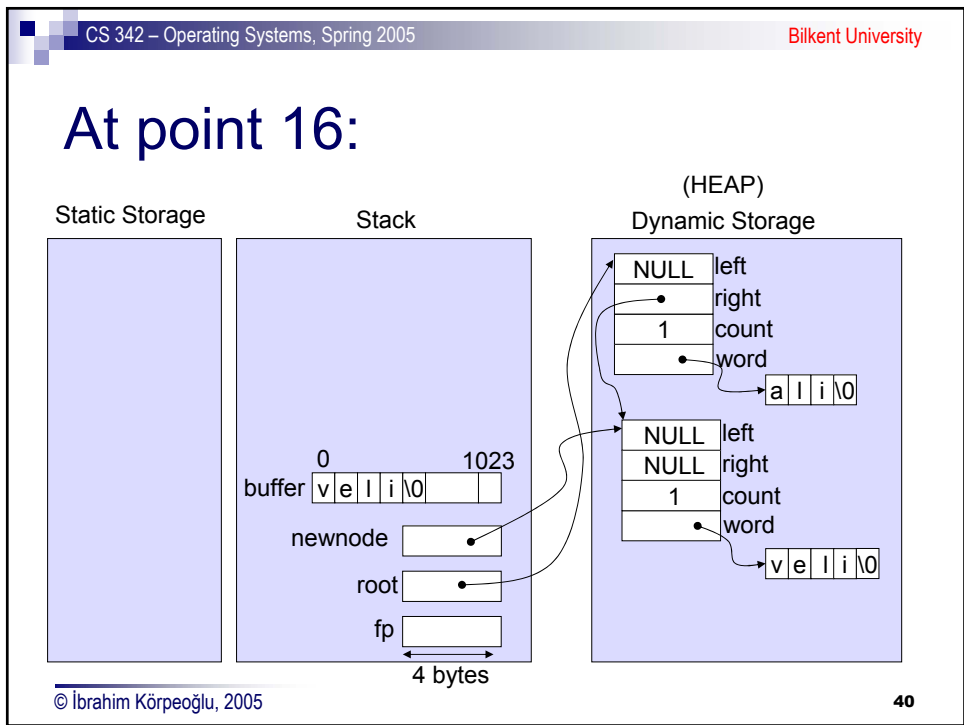 CS 342 – Operating Systems, Spring 2005 Bilkent University
At point 16:
(HEAP)
Static Storage Stack Dynamic Storage
NULL left
right
1 count
word
a l i \0
NULL left
0 1023 NULL right
buffer v e l i \0 1 count
word
newnode
v e l i \0
root
fp
4 bytes
© İbrahim Körpeoğlu, 2005 40